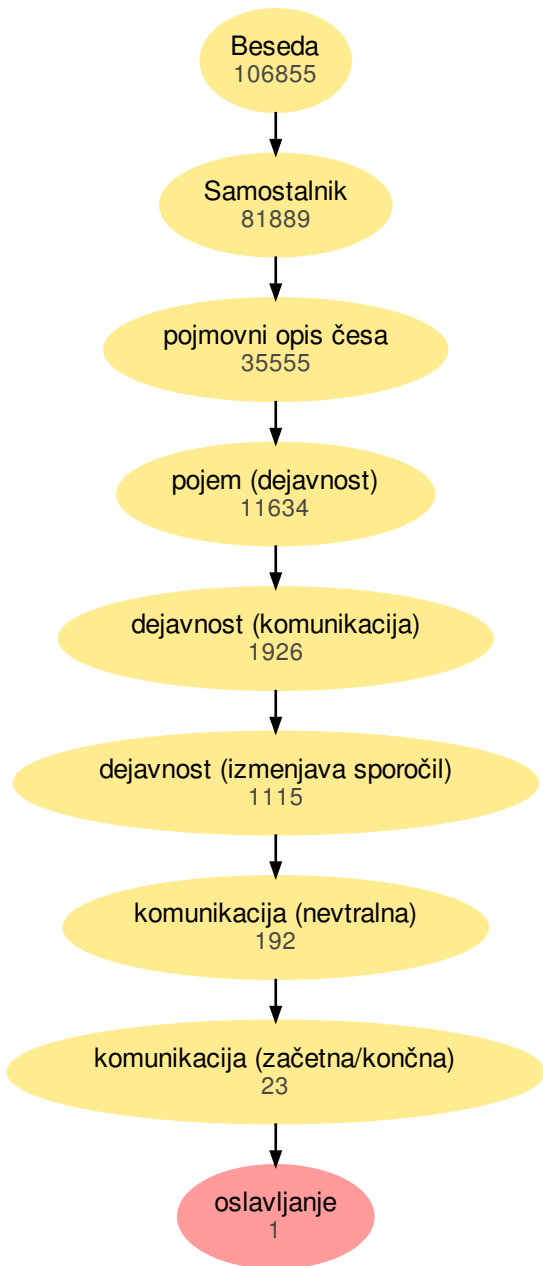 Beseda
106855
Samostalnik
81889
pojmovni opis česa
35555
pojem (dejavnost)
11634
dejavnost (komunikacija)
1926
dejavnost (izmenjava sporočil)
1115
komunikacija (nevtralna)
192
komunikacija (začetna/končna)
23
oslavljanje
1